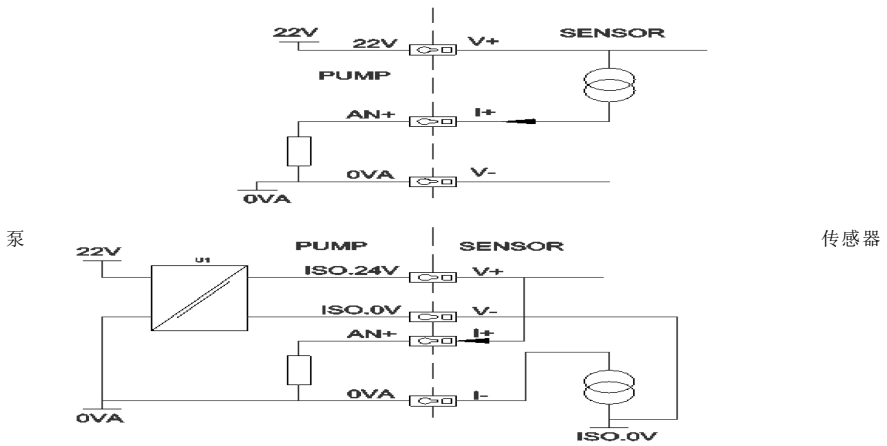 22V
22V
V+
SENSOR
PUMP
AN+
I+
0VA
V-
0VA
泵
传感器
PUMP
SENSOR
22V
U1
ISO.24V
V+
ISO.0V
V-
AN+
I+
0VA
I-
0VA
ISO.0V